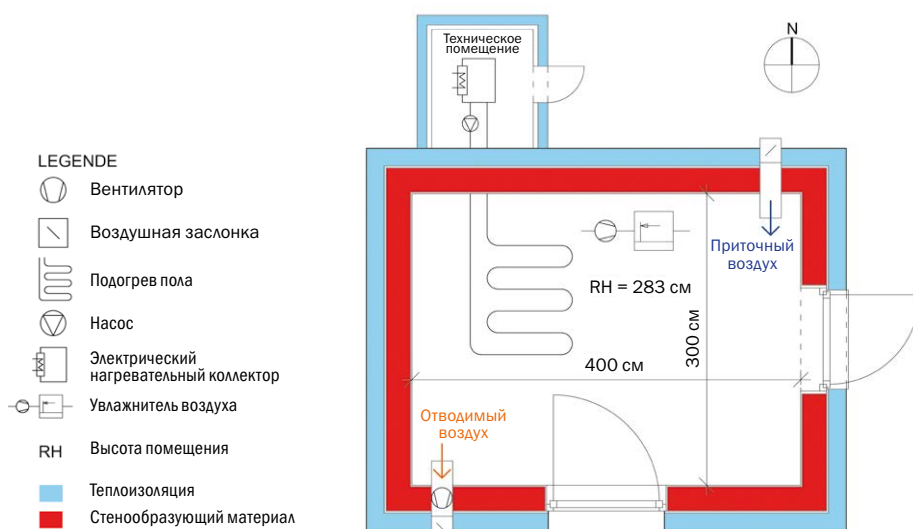 Техническое
помещение
N
LEGENDE
Вентилятор
Воздушная заслонка
Подогрев пола
Насос
Электрический
нагревательный коллектор
Увлажнитель воздуха
RH Высота помещения
Теплоизоляция
Стенообразующий материал
Приточный
воздух
RH = 283 см
300 см
400 см
Отводимый
воздух